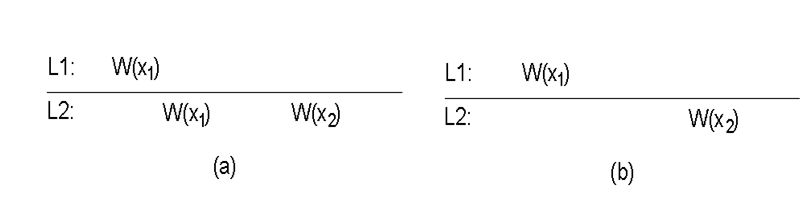 L1: W(x₁)
L2: W(x₁) W(x₂)
(a)
L1: W(x₁)
L2: W(x₂)
(b)